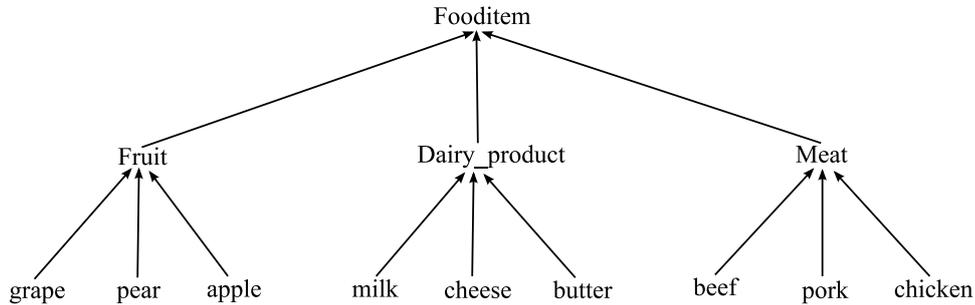 Fooditem
Fruit Dairy_product Meat
grape pear apple milk cheese butter beef pork chicken